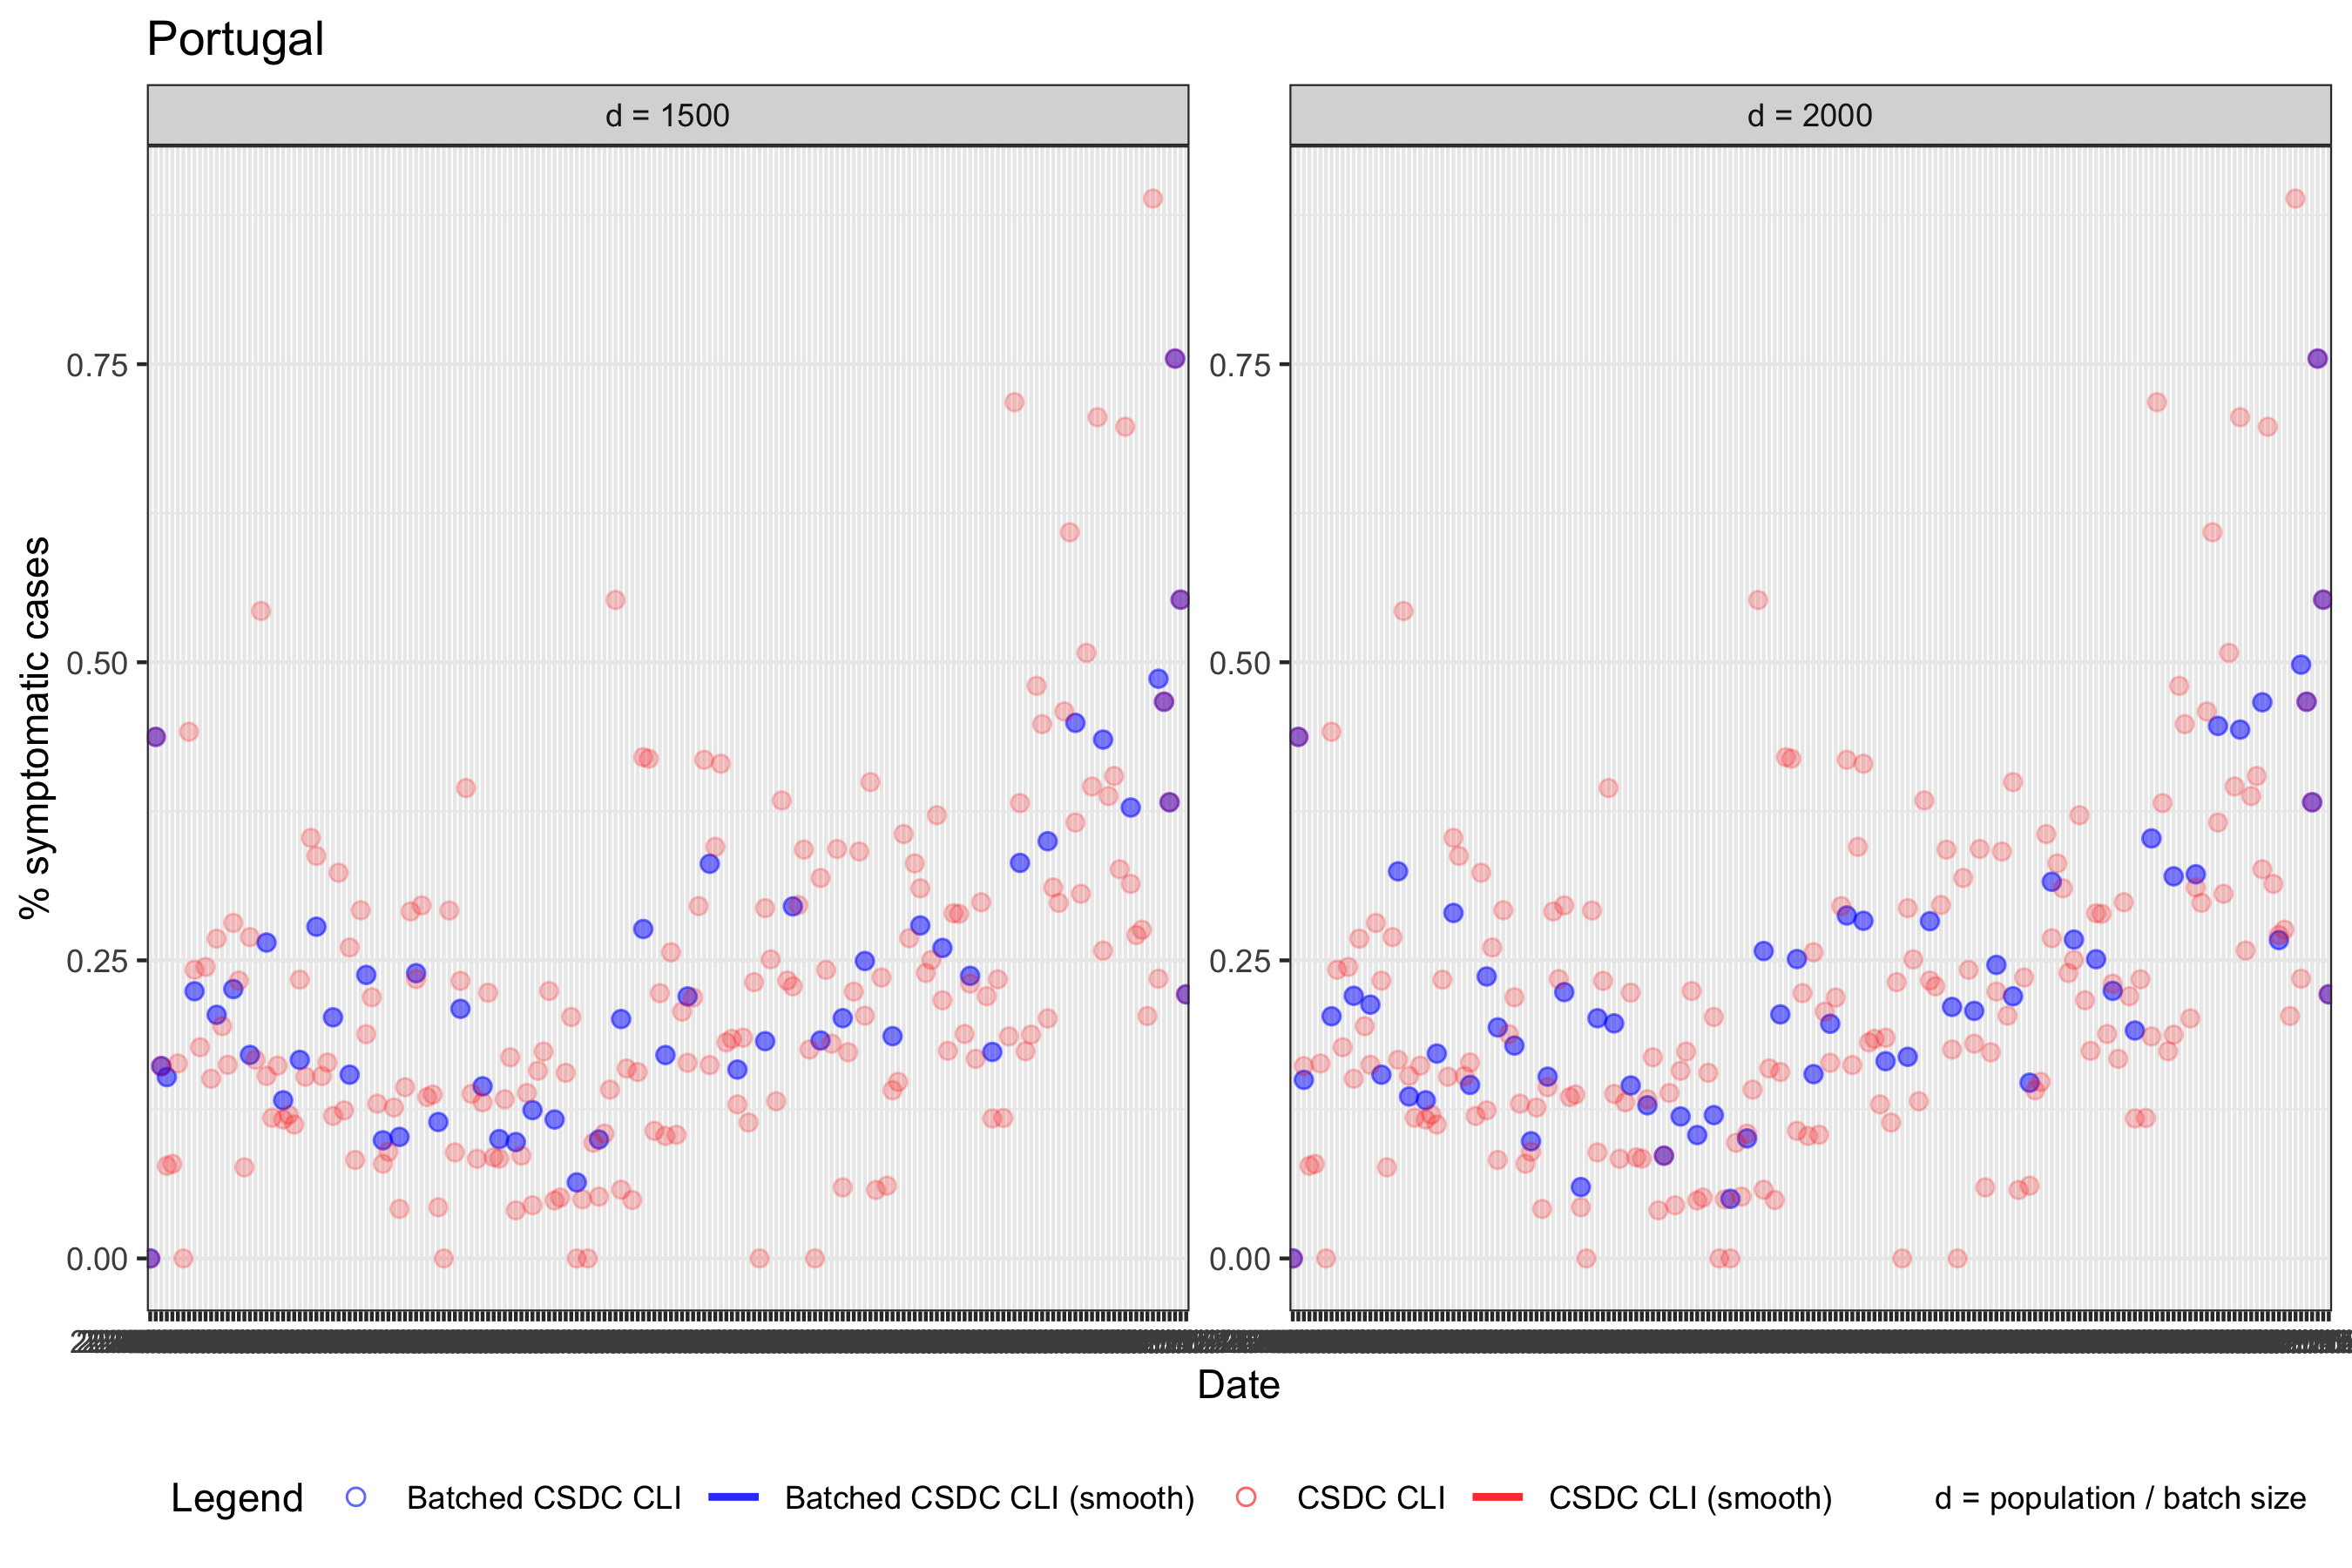 Portugal
d = 1500
d = 2000
% symptomatic cases
0.75
0.50
0.25
0.00
0.75
0.50
0.25
0.00
Date
Legend Batched CSDC CLI Batched CSDC CLI (smooth) CSDC CLI CSDC CLI (smooth) d = population / batch size